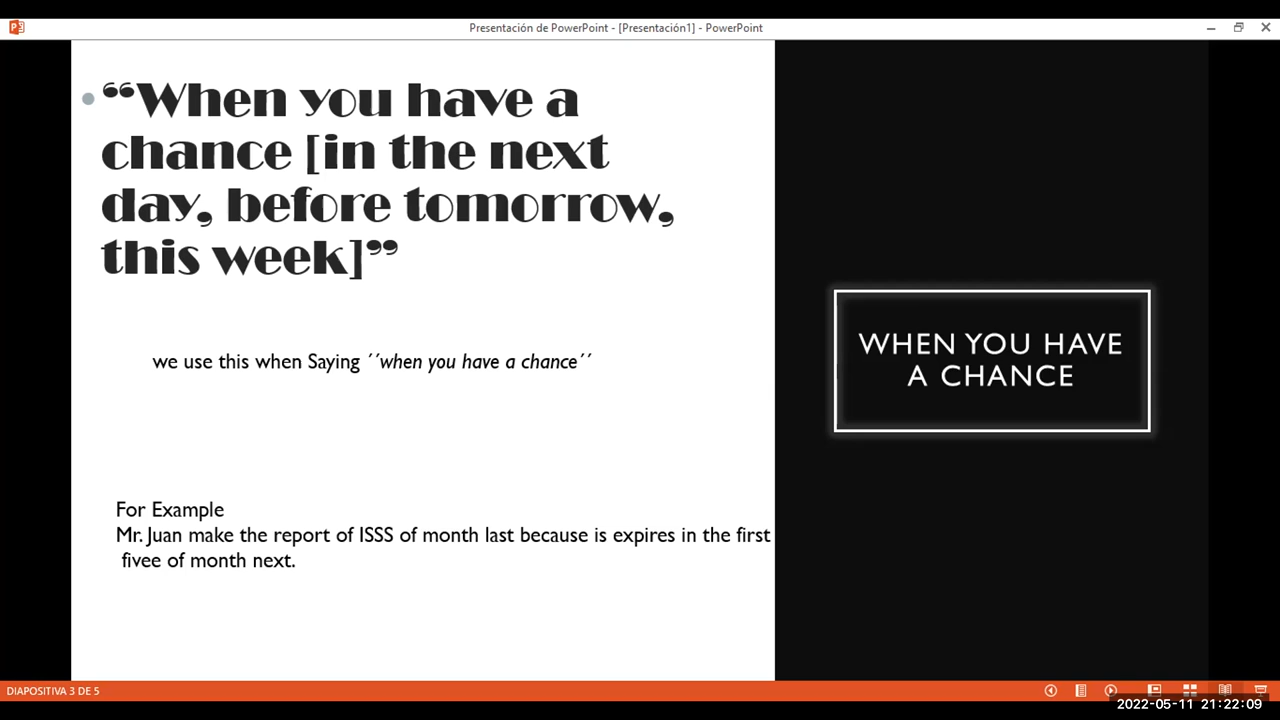 Presentación de PowerPoint - [Presentación1] - PowerPoint
“When you have a
chance [in the next
day, before tomorrow,
this week]”
we use this when Saying ´´when you have a chance´´
For Example
Mr. Juan make the report of ISSS of month last because is expires in the first
fivee of month next.
WHEN YOU HAVE
A CHANCE
DIAPOSITIVA 3 DE 5
2022-05-11 21:22:09